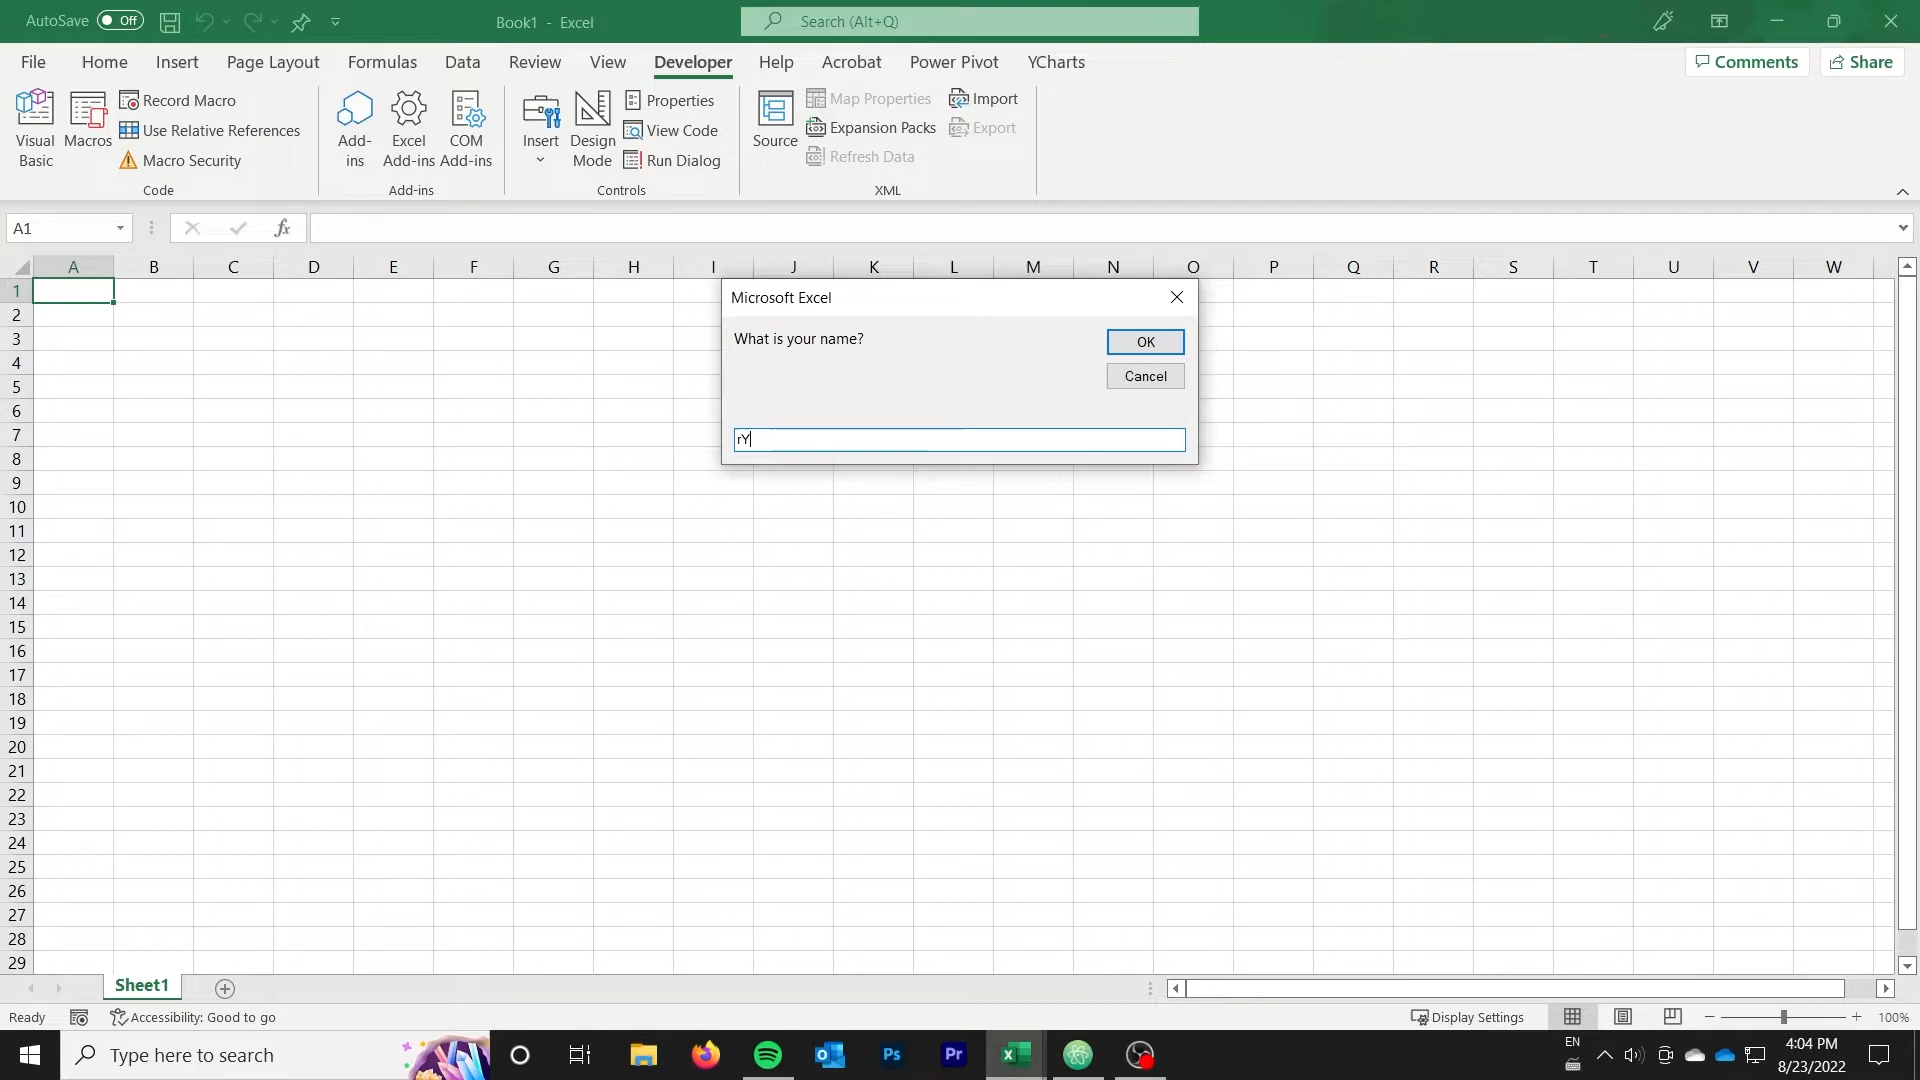 AutoSave Off Book1 - Excel Search (Alt+Q)
File Home Insert Page Layout Formulas Data Review View Developer Help Acrobat Power Pivot YCharts Comments Share
Visual Basic
Macros
Record Macro
Use Relative References
Macro Security
Code
Add-ins
Excel Add-ins
COM Add-ins
Add-ins
Insert
Design Mode
Properties
View Code
Run Dialog
Controls
Source
Map Properties
Expansion Packs
Refresh Data
Import
Export
XML
A1 fx
A B C D E F G H I J K L M N O P Q R S T U V W
1
2
3
4
5
6
7
8
9
10
11
12
13
14
15
16
17
18
19
20
21
22
23
24
25
26
27
28
29
Microsoft Excel
What is your name?
OK
Cancel
rY
Sheet1
Ready Accessibility: Good to go Display Settings 100%
Type here to search Ps Pr EN 4:04 PM
8/23/2022